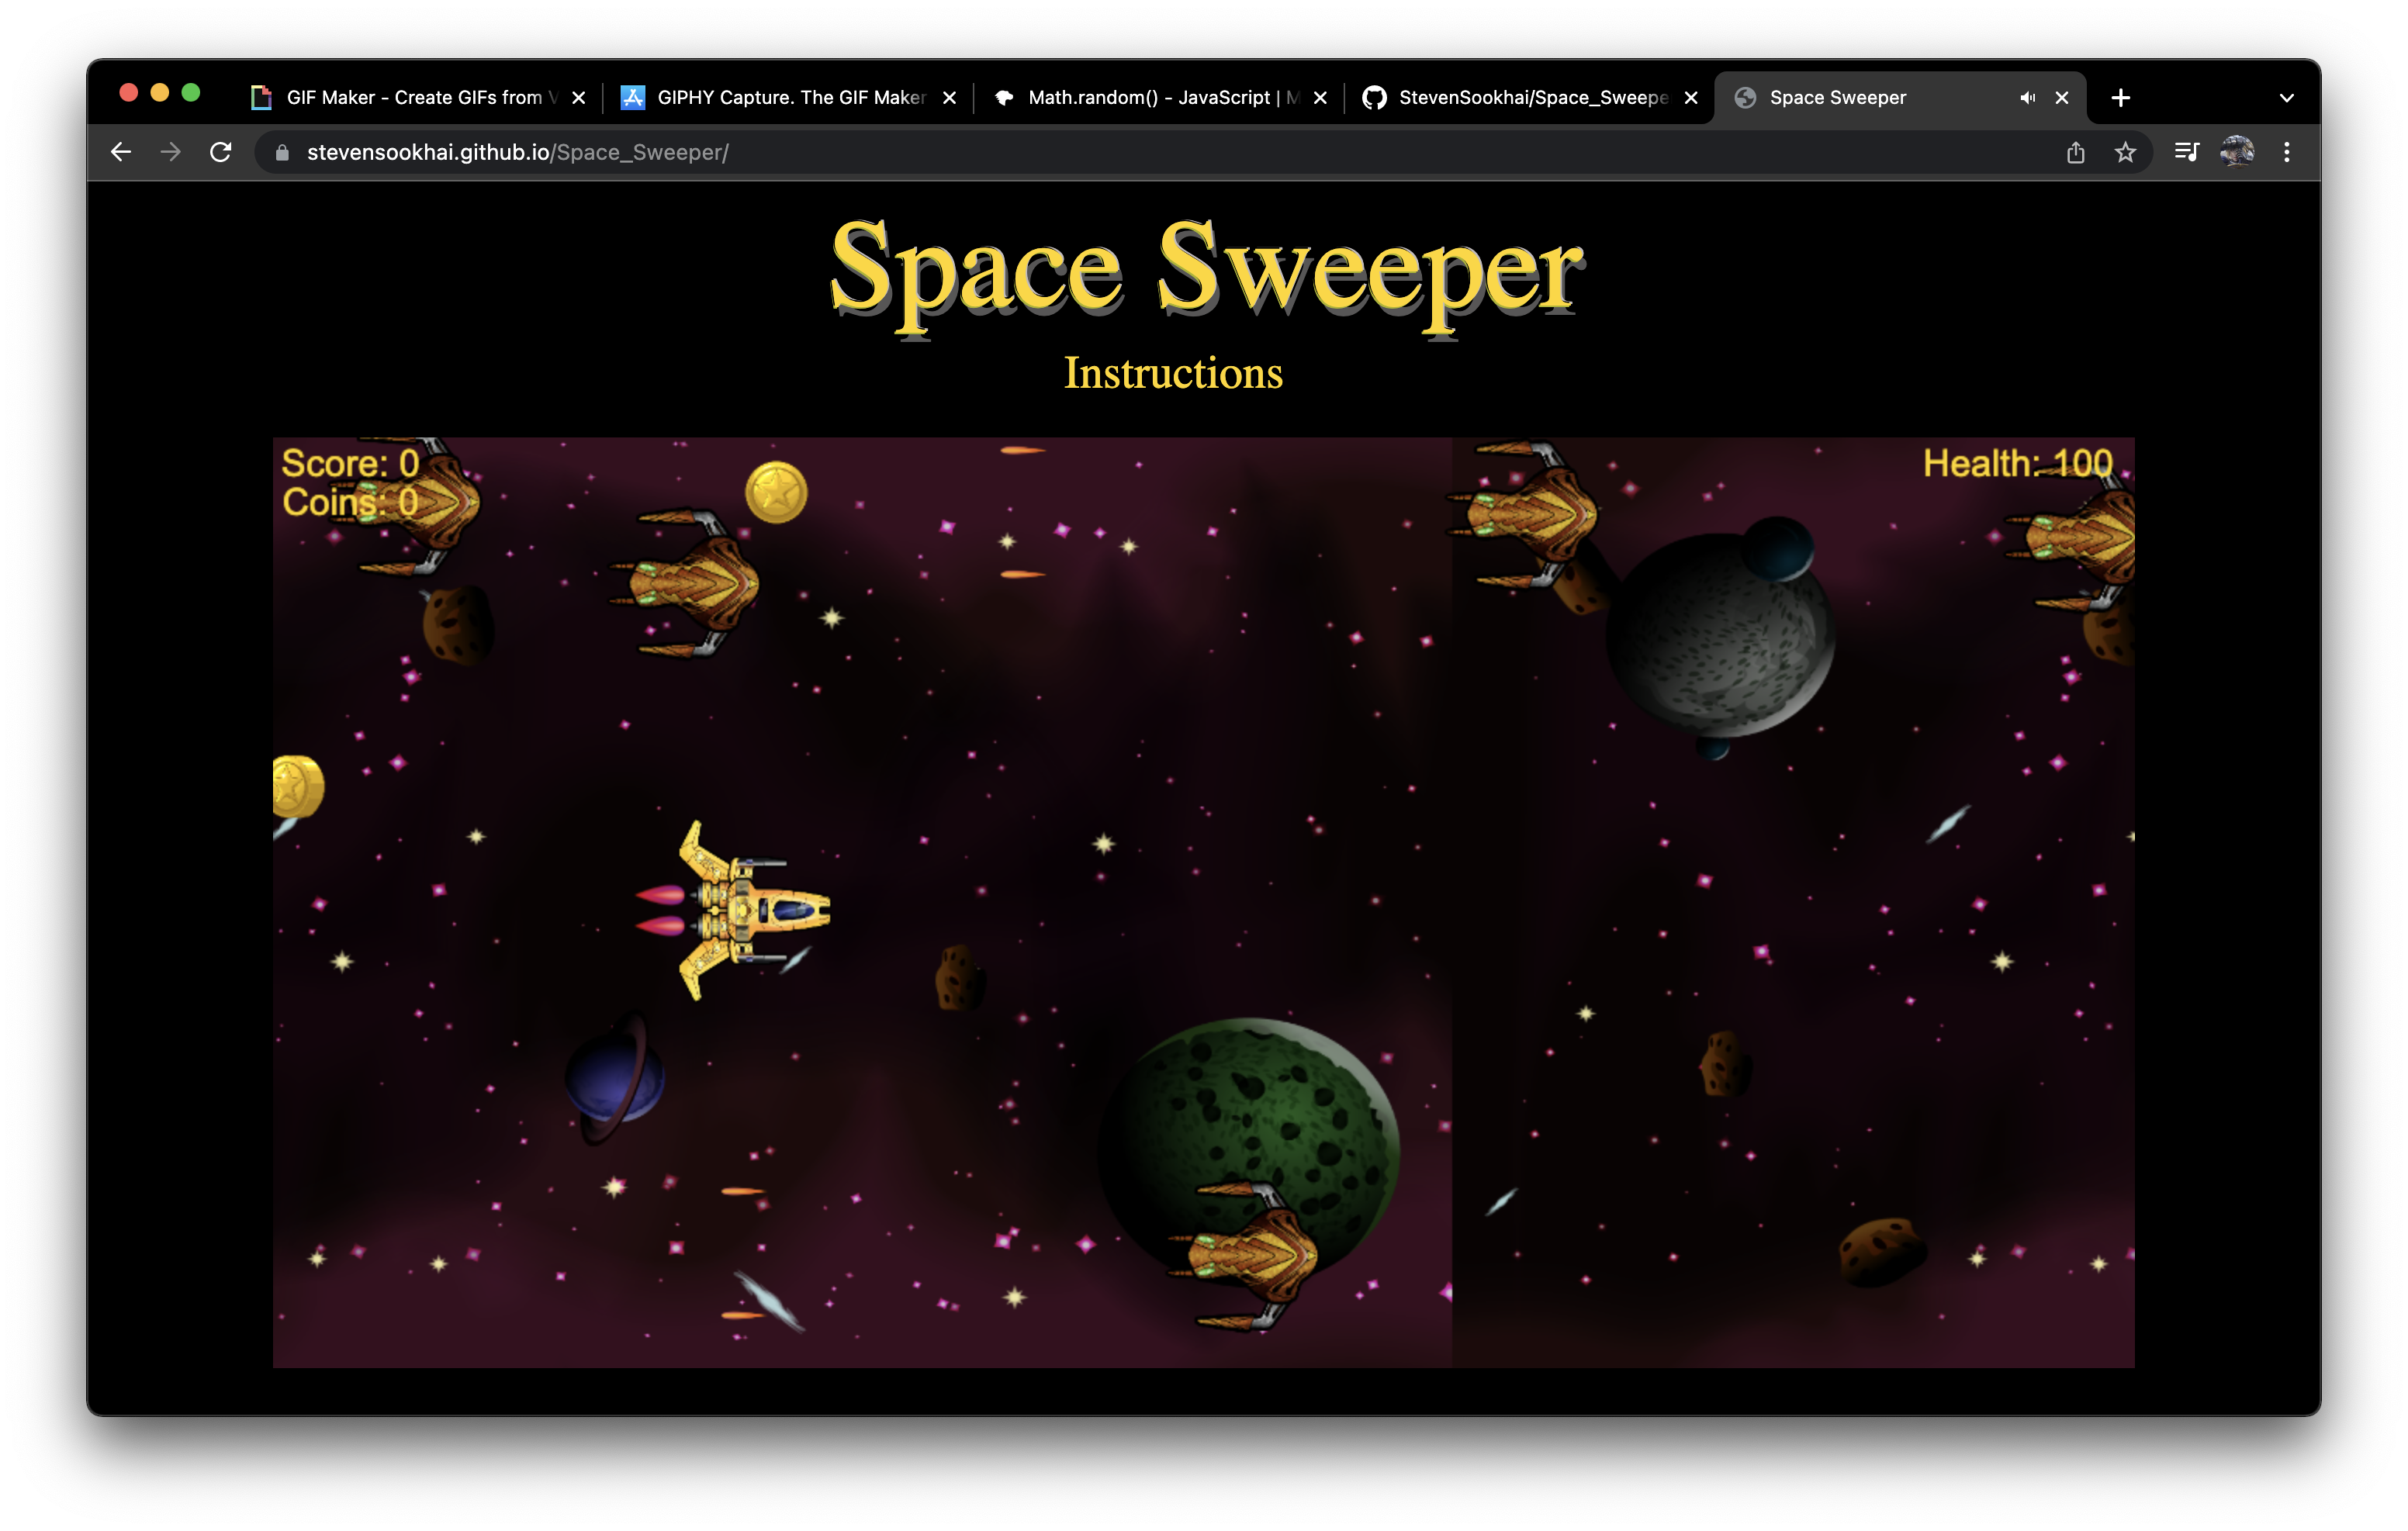 GIF Maker - Create GIFs from V
GIPHY Capture. The GIF Maker
Math.random() - JavaScript | M
StevenSookhai/Space_Sweepe
Space Sweeper
stevensookhai.github.io/Space_Sweeper/
Space Sweeper
Instructions
Score: 0
Health: 100
Coins: 0